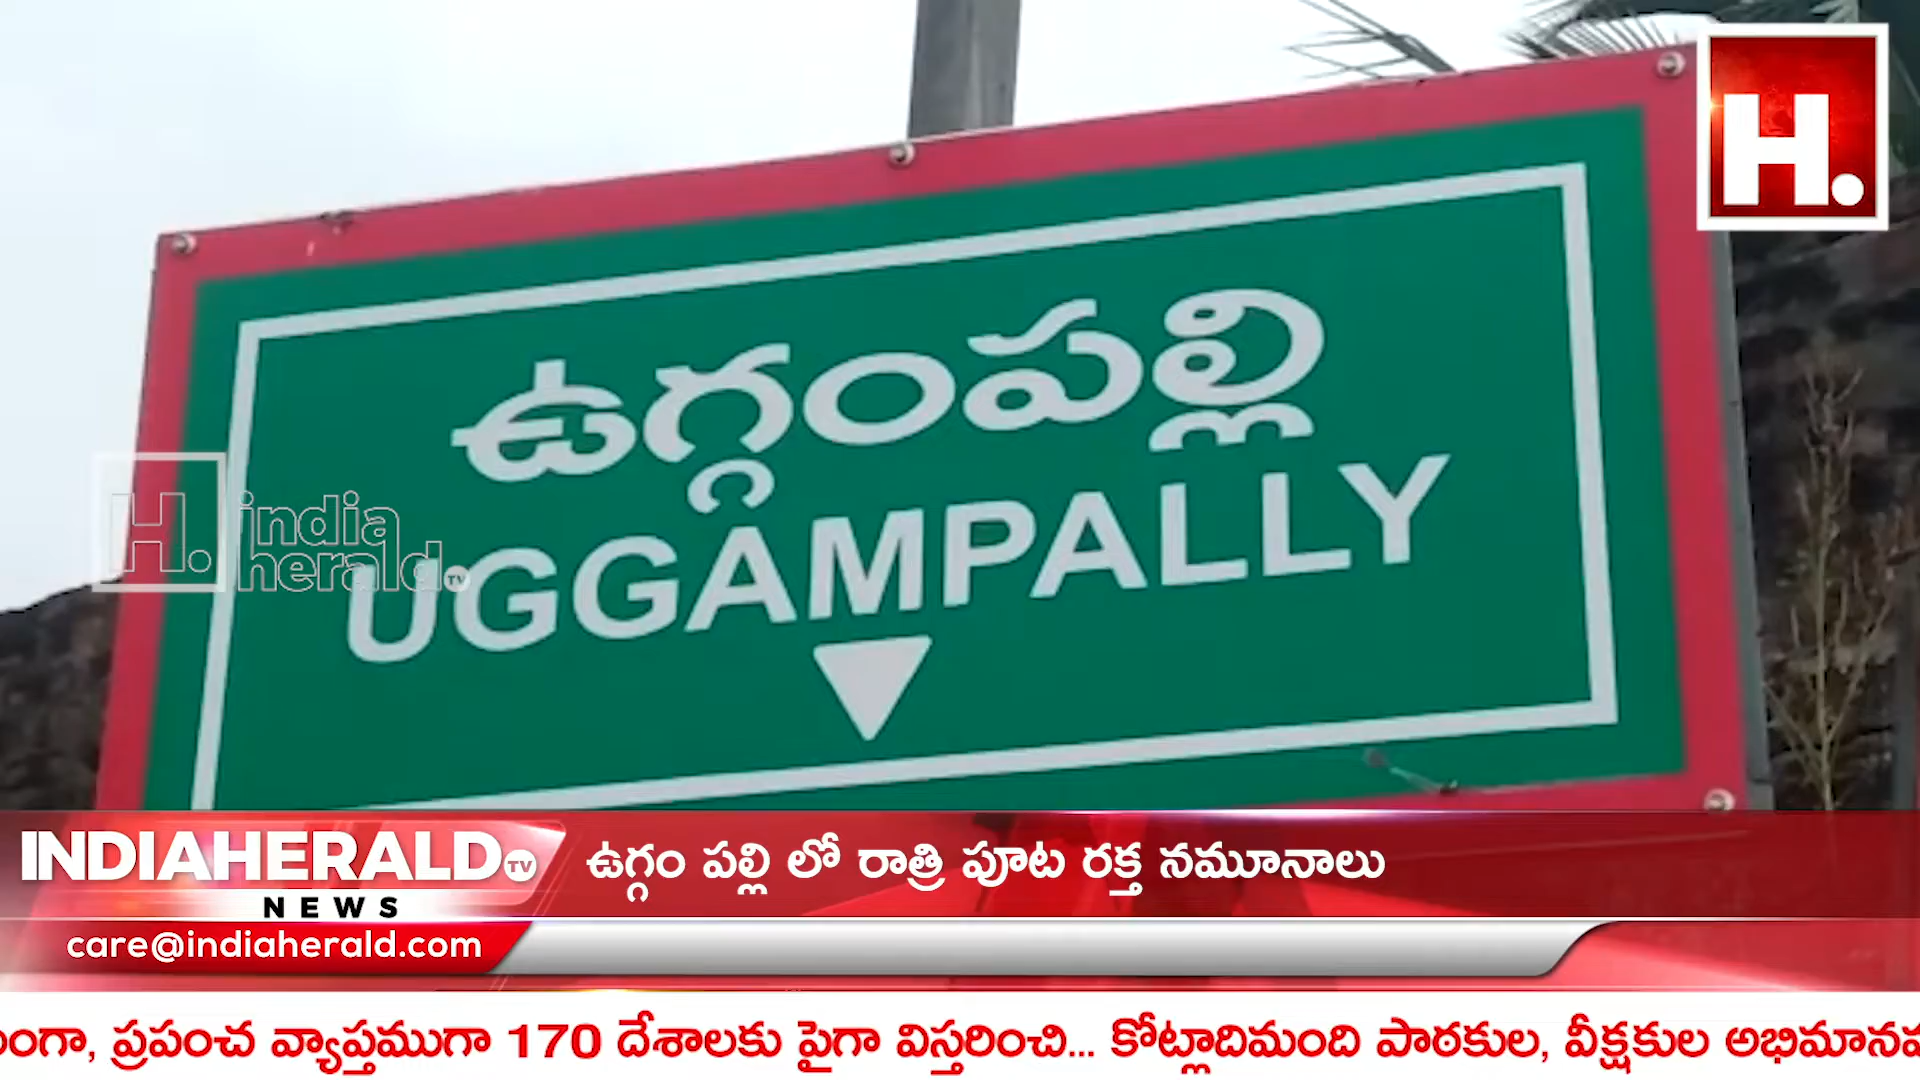 H.
ఉగ్గంపల్లి
UGGAMPALLY
H. india
herald TV
INDIAHERALD TV
NEWS
ఉగ్గం పల్లి లో రాత్రి పూట రక్త నమూనాలు
care@indiaherald.com
ప్రపంచ వ్యాప్తముగా 170 దేశాలకు పైగా విస్తరించి... కోట్లాదిమంది పాఠకుల, వీక్షకుల